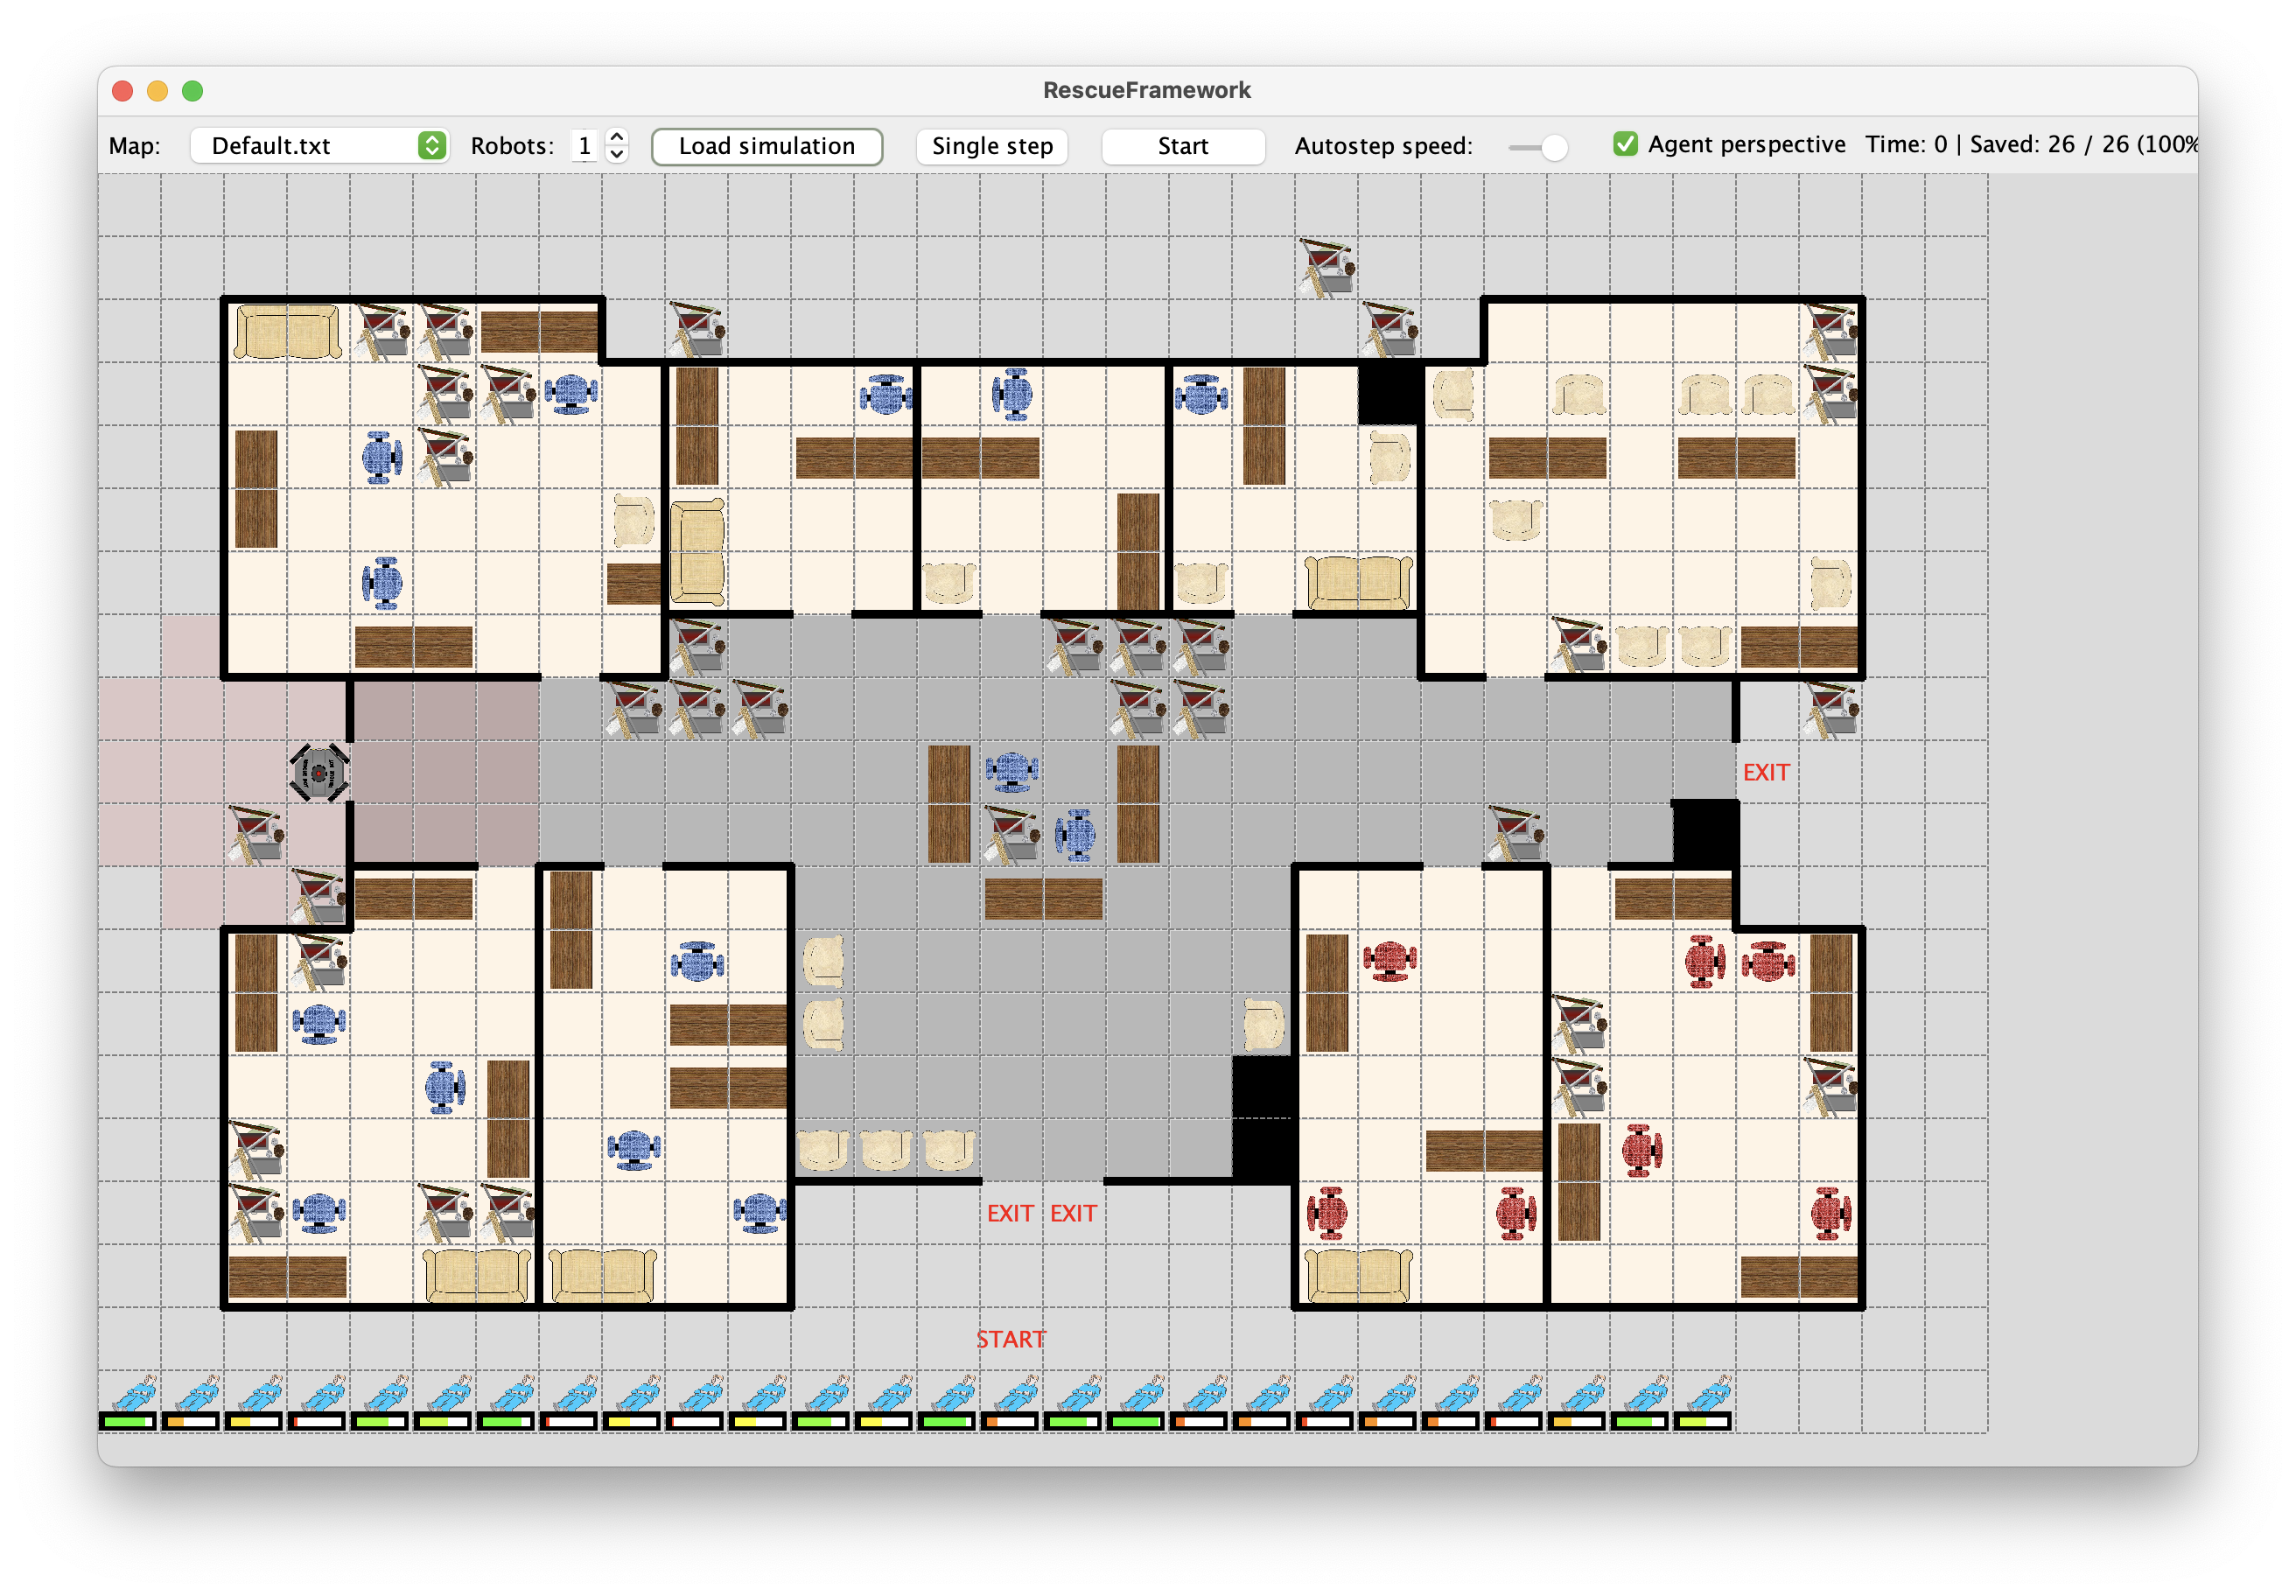 RescueFramework
Map: Default.txt Robots: 1 Load simulation Single step Start Autostep speed: Agent perspective Time: 0 | Saved: 26 / 26 (100%
EXIT
EXIT EXIT
START